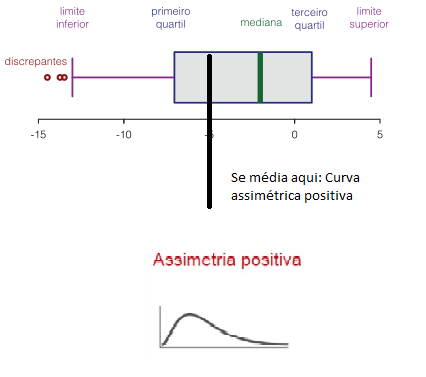 limite
inferior
primeiro
quartil
mediana
terceiro
quartil
limite
superior
discrepantes
-15
-10
0
5
Se média aqui: Curva
assimétrica positiva
Assimetria positiva